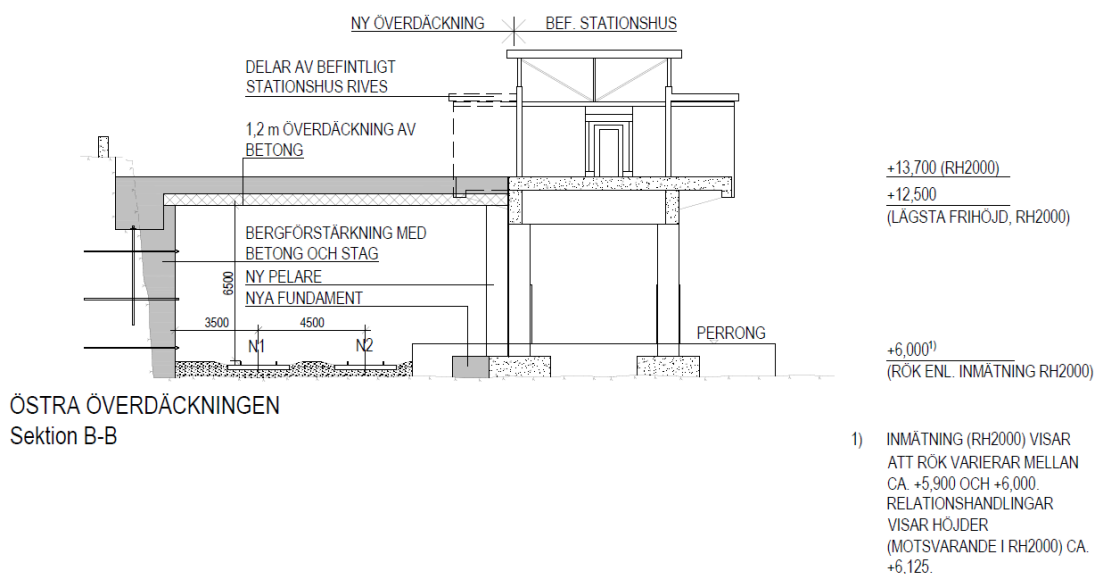 NY ÖVERDÄCKNING
BEF. STATIONSHUS
DELAR AV BEFINTLIGT
STATIONSHUS RIVES
1,2 m ÖVERDÄCKNING AV
BETONG
+13,700 (RH2000)
+12,500
(LÄGSTA FRIHÖJD, RH2000)
BERGFÖRSTÄRKNING MED
BETONG OCH STAG
6500
NY PELARE
NYA FUNDAMENT
3500
4500
N1
N2
PERRONG
+6,000¹⁾
(RÖK ENL. INMÄTNING RH2000)
ÖSTRA ÖVERDÄCKNINGEN
Sektion B-B
1) INMÄTNING (RH2000) VISAR
ATT RÖK VARIERAR MELLAN
CA. +5,900 OCH +6,000.
RELATIONSHANDLINGAR
VISAR HÖJDER
(MOTSVARANDE I RH2000) CA.
+6,125.